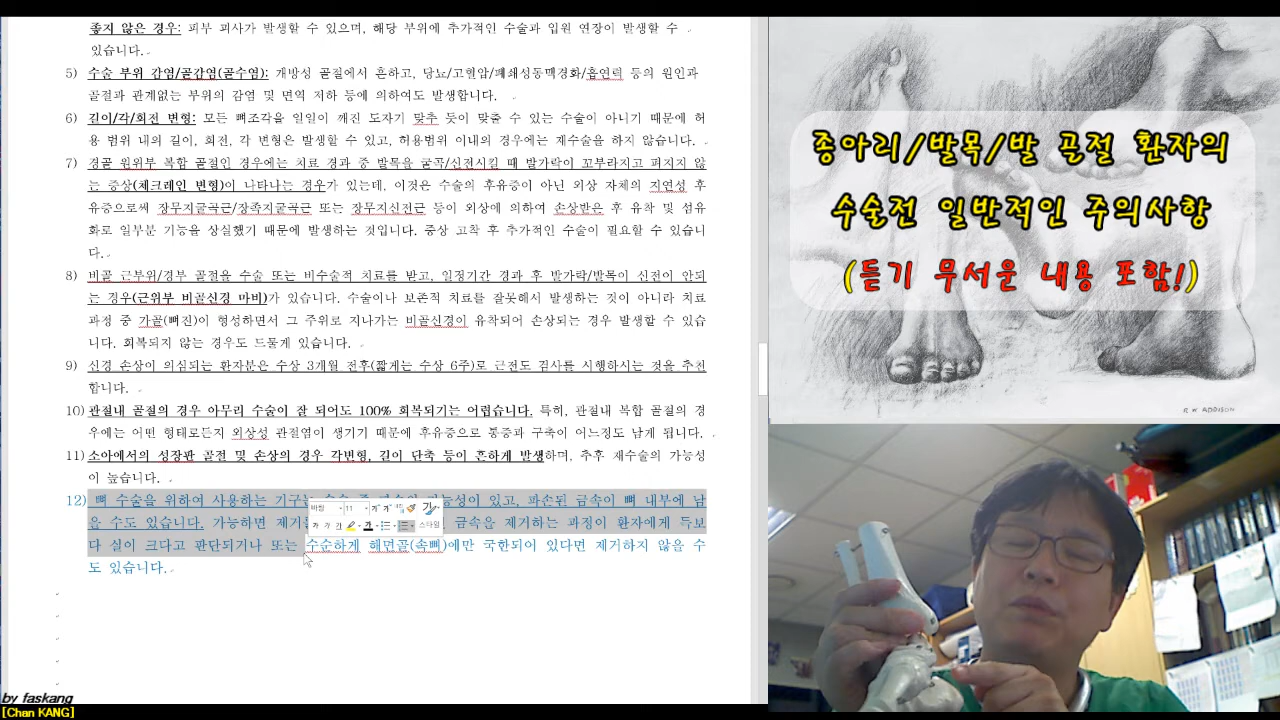 좋지 않은 경우: 피부 괴사가 발생할 수 있으며, 해당 부위에 추가적인 수술과 입원 연장이 발생할 수
있습니다.
5) 수술 부위 감염/골감염(골수염): 개방성 골절에서 흔하고, 당뇨/고혈압/폐쇄성동맥경화/흡연력 등의 원인과
골절과 관계없는 부위의 감염 및 면역 저하 등에 의하여도 발생합니다.
6) 길이/각/회전 변형: 모든 뼈조각을 일일이 깨진 도자기 맞추 듯이 맞출 수 있는 수술이 아니기 때문에 허
용 범위 내의 길이, 회전, 각 변형은 발생할 수 있고, 허용범위 이내의 경우에는 재수술을 하지 않습니다.
7) 경골 원위부 복합 골절인 경우에는 치료 경과 중 발목을 굴곡/신전시킬 때 발가락이 꼬부라지고 펴지지 않
는 증상(체크레인 변형)이 나타나는 경우가 있는데, 이것은 수술의 후유증이 아닌 외상 자체의 지연성 후
유증으로써 장무지굴곡근/장족지굴곡근 또는 장무지신전근 등이 외상에 의하여 손상받은 후 유착 및 섬유
화로 일부분 기능을 상실했기 때문에 발생하는 것입니다. 증상 고착 후 추가적인 수술이 필요할 수 있습니
다.
8) 비골 근부위/경부 골절을 수술 또는 비수술적 치료를 받고, 일정기간 경과 후 발가락/발목이 신전이 안되
는 경우(근위부 비골신경 마비)가 있습니다. 수술이나 보존적 치료를 잘못해서 발생하는 것이 아니라 치료
과정 중 가골(뼈진)이 형성하면서 그 주위로 지나가는 비골신경이 유착되어 손상되는 경우 발생할 수 있습
니다. 회복되지 않는 경우도 드물게 있습니다.
9) 신경 손상이 의심되는 환자분은 수상 3개월 전후(짧게는 수상 6주)로 근전도 검사를 시행하시는 것을 추천
합니다.
10) 관절내 골절의 경우 아무리 수술이 잘 되어도 100% 회복되기는 어렵습니다. 특히, 관절내 복합 골절의 경
우에는 어떤 형태로든지 외상성 관절염이 생기기 때문에 후유증으로 통증과 구축이 어느정도 남게 됩니다.
11) 소아에서의 성장판 골절 및 손상의 경우 각변형, 길이 단축 등이 흔하게 발생하며, 추후 재수술의 가능성
이 높습니다.
12) 뼈 수술을 위하여 사용하는 기구는 있고, 파손된 금속이 뼈 내부에 남
을 수도 있습니다. 가능하면 금속을 제거하는 과정이 환자에게 득보
다 실이 크다고 판단되거나 또는 수순하게 해면골(속뼈)에만 국한되어 있다면 제거하지 않을 수
도 있습니다.
바탕 11
가 가 가 스타일
종아리/발목/발 골절 환자의
수술전 일반적인 주의사항
(듣기 무서운 내용 포함!)
R. W. ADDISON
by faskang
[Chan KANG]